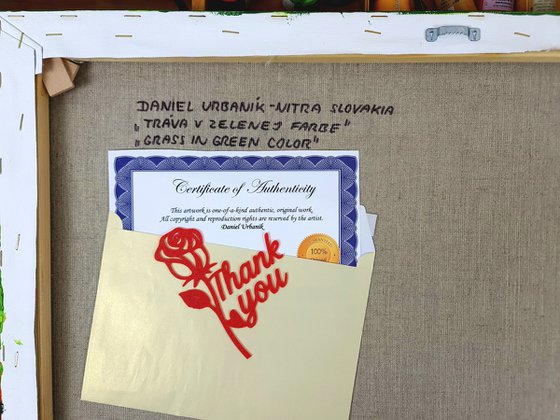 DANIEL URBANÍK-NITRA SLOVAKIA
„TRÁVA V ZELENEJ FARBE"
„GRASS IN GREEN COLOR"
Certificate of Authenticity
This artwork is one-of-a-kind authentic, original work.
All copyright and reproduction rights are reserved by the artist.
Daniel Urbaník
100%
Thank
you